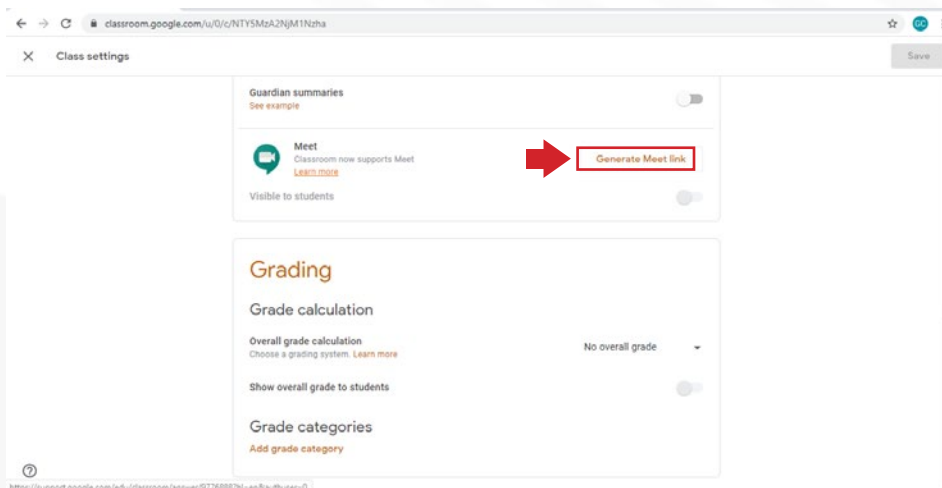 classroom.google.com/u/0/c/NTY5MzA2NjM1Nzha
GC
Class settings
Save
Guardian summaries
See example
Meet
Classroom now supports Meet
Learn more
Generate Meet link
Visible to students
Grading
Grade calculation
Overall grade calculation
Choose a grading system. Learn more
No overall grade
Show overall grade to students
Grade categories
Add grade category